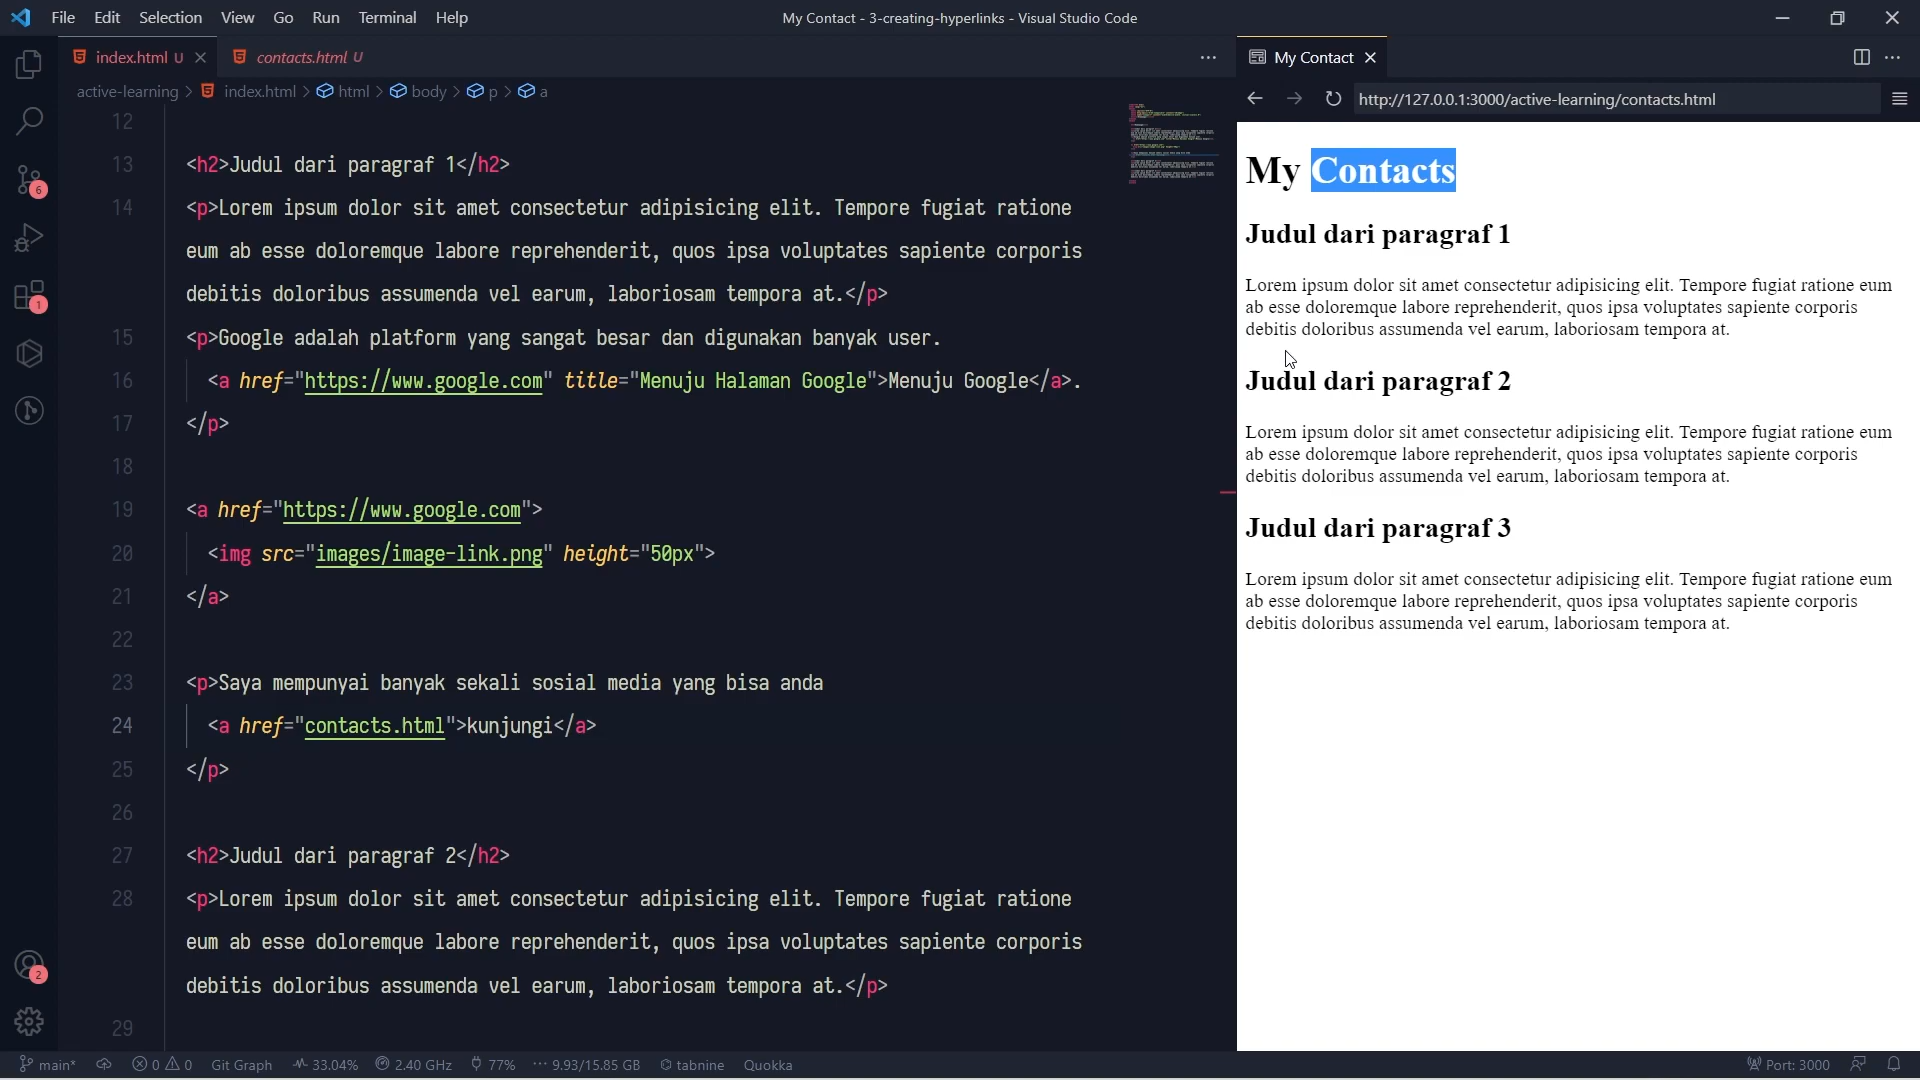 File Edit Selection View Go Run Terminal Help
My Contact - 3-creating-hyperlinks - Visual Studio Code
index.html U
contacts.html U
active-learning > index.html > html > body > p > a
12
13 <h2>Judul dari paragraf 1</h2>
14 <p>Lorem ipsum dolor sit amet consectetur adipisicing elit. Tempore fugiat ratione
eum ab esse doloremque labore reprehenderit, quos ipsa voluptates sapiente corporis
debitis doloribus assumenda vel earum, laboriosam tempora at.</p>
15 <p>Google adalah platform yang sangat besar dan digunakan banyak user.
16 <a href="https://www.google.com" title="Menuju Halaman Google">Menuju Google</a>.
17 </p>
18
19 <a href="https://www.google.com">
20 <img src="images/image-link.png" height="50px">
21 </a>
22
23 <p>Saya mempunyai banyak sekali sosial media yang bisa anda
24 <a href="contacts.html">kunjungi</a>
25 </p>
26
27 <h2>Judul dari paragraf 2</h2>
28 <p>Lorem ipsum dolor sit amet consectetur adipisicing elit. Tempore fugiat ratione
eum ab esse doloremque labore reprehenderit, quos ipsa voluptates sapiente corporis
debitis doloribus assumenda vel earum, laboriosam tempora at.</p>
29
6
1
2
My Contact
http://127.0.0.1:3000/active-learning/contacts.html
My Contacts
Judul dari paragraf 1
Lorem ipsum dolor sit amet consectetur adipisicing elit. Tempore fugiat ratione eum
ab esse doloremque labore reprehenderit, quos ipsa voluptates sapiente corporis
debitis doloribus assumenda vel earum, laboriosam tempora at.
Judul dari paragraf 2
Lorem ipsum dolor sit amet consectetur adipisicing elit. Tempore fugiat ratione eum
ab esse doloremque labore reprehenderit, quos ipsa voluptates sapiente corporis
debitis doloribus assumenda vel earum, laboriosam tempora at.
Judul dari paragraf 3
Lorem ipsum dolor sit amet consectetur adipisicing elit. Tempore fugiat ratione eum
ab esse doloremque labore reprehenderit, quos ipsa voluptates sapiente corporis
debitis doloribus assumenda vel earum, laboriosam tempora at.
main* 0 0 Git Graph 33.04% 2.40 GHz 77% 9.93/15.85 GB tabnine Quokka
Port: 3000